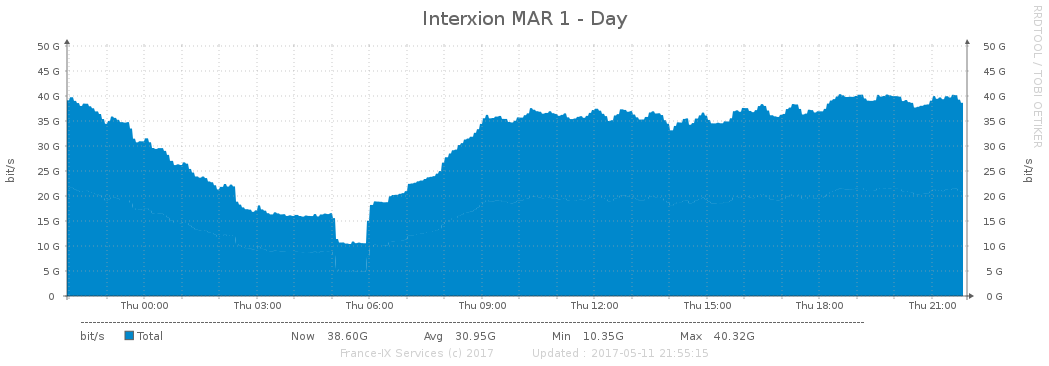 Interxion MAR 1 - Day
RRDTOOL / TOBI OETIKER
50 G 50 G
45 G 45 G
40 G 40 G
35 G 35 G
30 G 30 G
25 G 25 G
20 G 20 G
15 G 15 G
10 G 10 G
5 G 5 G
0 0 G
bit/s bit/s
Thu 00:00 Thu 03:00 Thu 06:00 Thu 09:00 Thu 12:00 Thu 15:00 Thu 18:00 Thu 21:00
bit/s Total Now 38.60G Avg 30.95G Min 10.35G Max 40.32G
France-IX Services (c) 2017 Updated : 2017-05-11 21:55:15